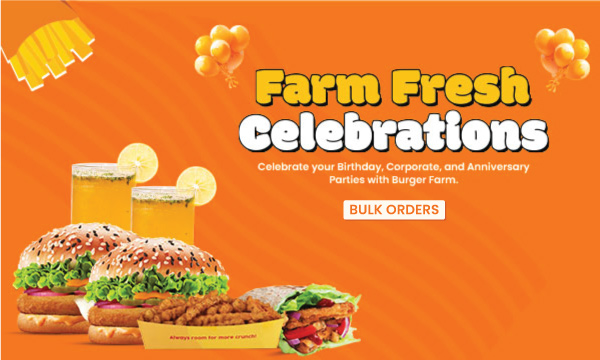 Farm Fresh
Celebrations
Celebrate your Birthday, Corporate, and Anniversary
Parties with Burger Farm.
BULK ORDERS
Always room for more crunch!